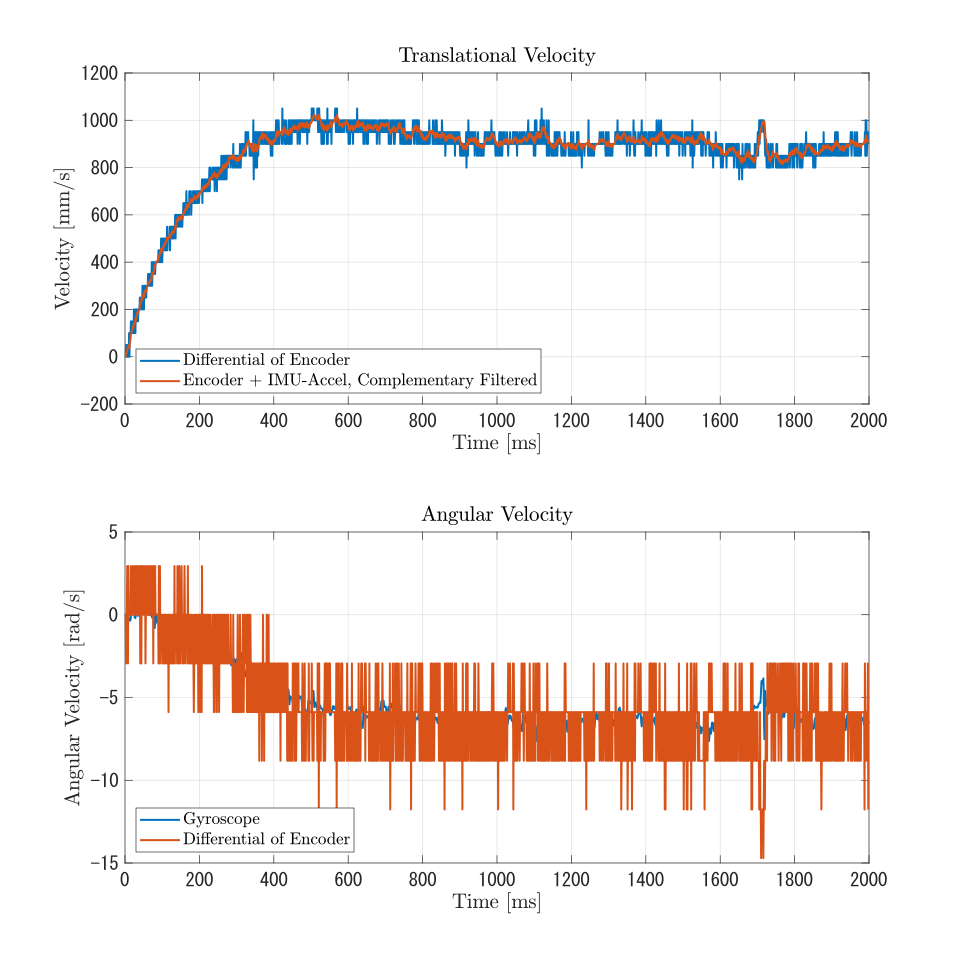 Translational Velocity
1200
1000
800
600
400
200
0
−200
Velocity [mm/s]
Differential of Encoder
Encoder + IMU-Accel, Complementary Filtered
0 200 400 600 800 1000 1200 1400 1600 1800 2000
Time [ms]
Angular Velocity
5
0
−5
−10
−15
Angular Velocity [rad/s]
Gyroscope
Differential of Encoder
0 200 400 600 800 1000 1200 1400 1600 1800 2000
Time [ms]